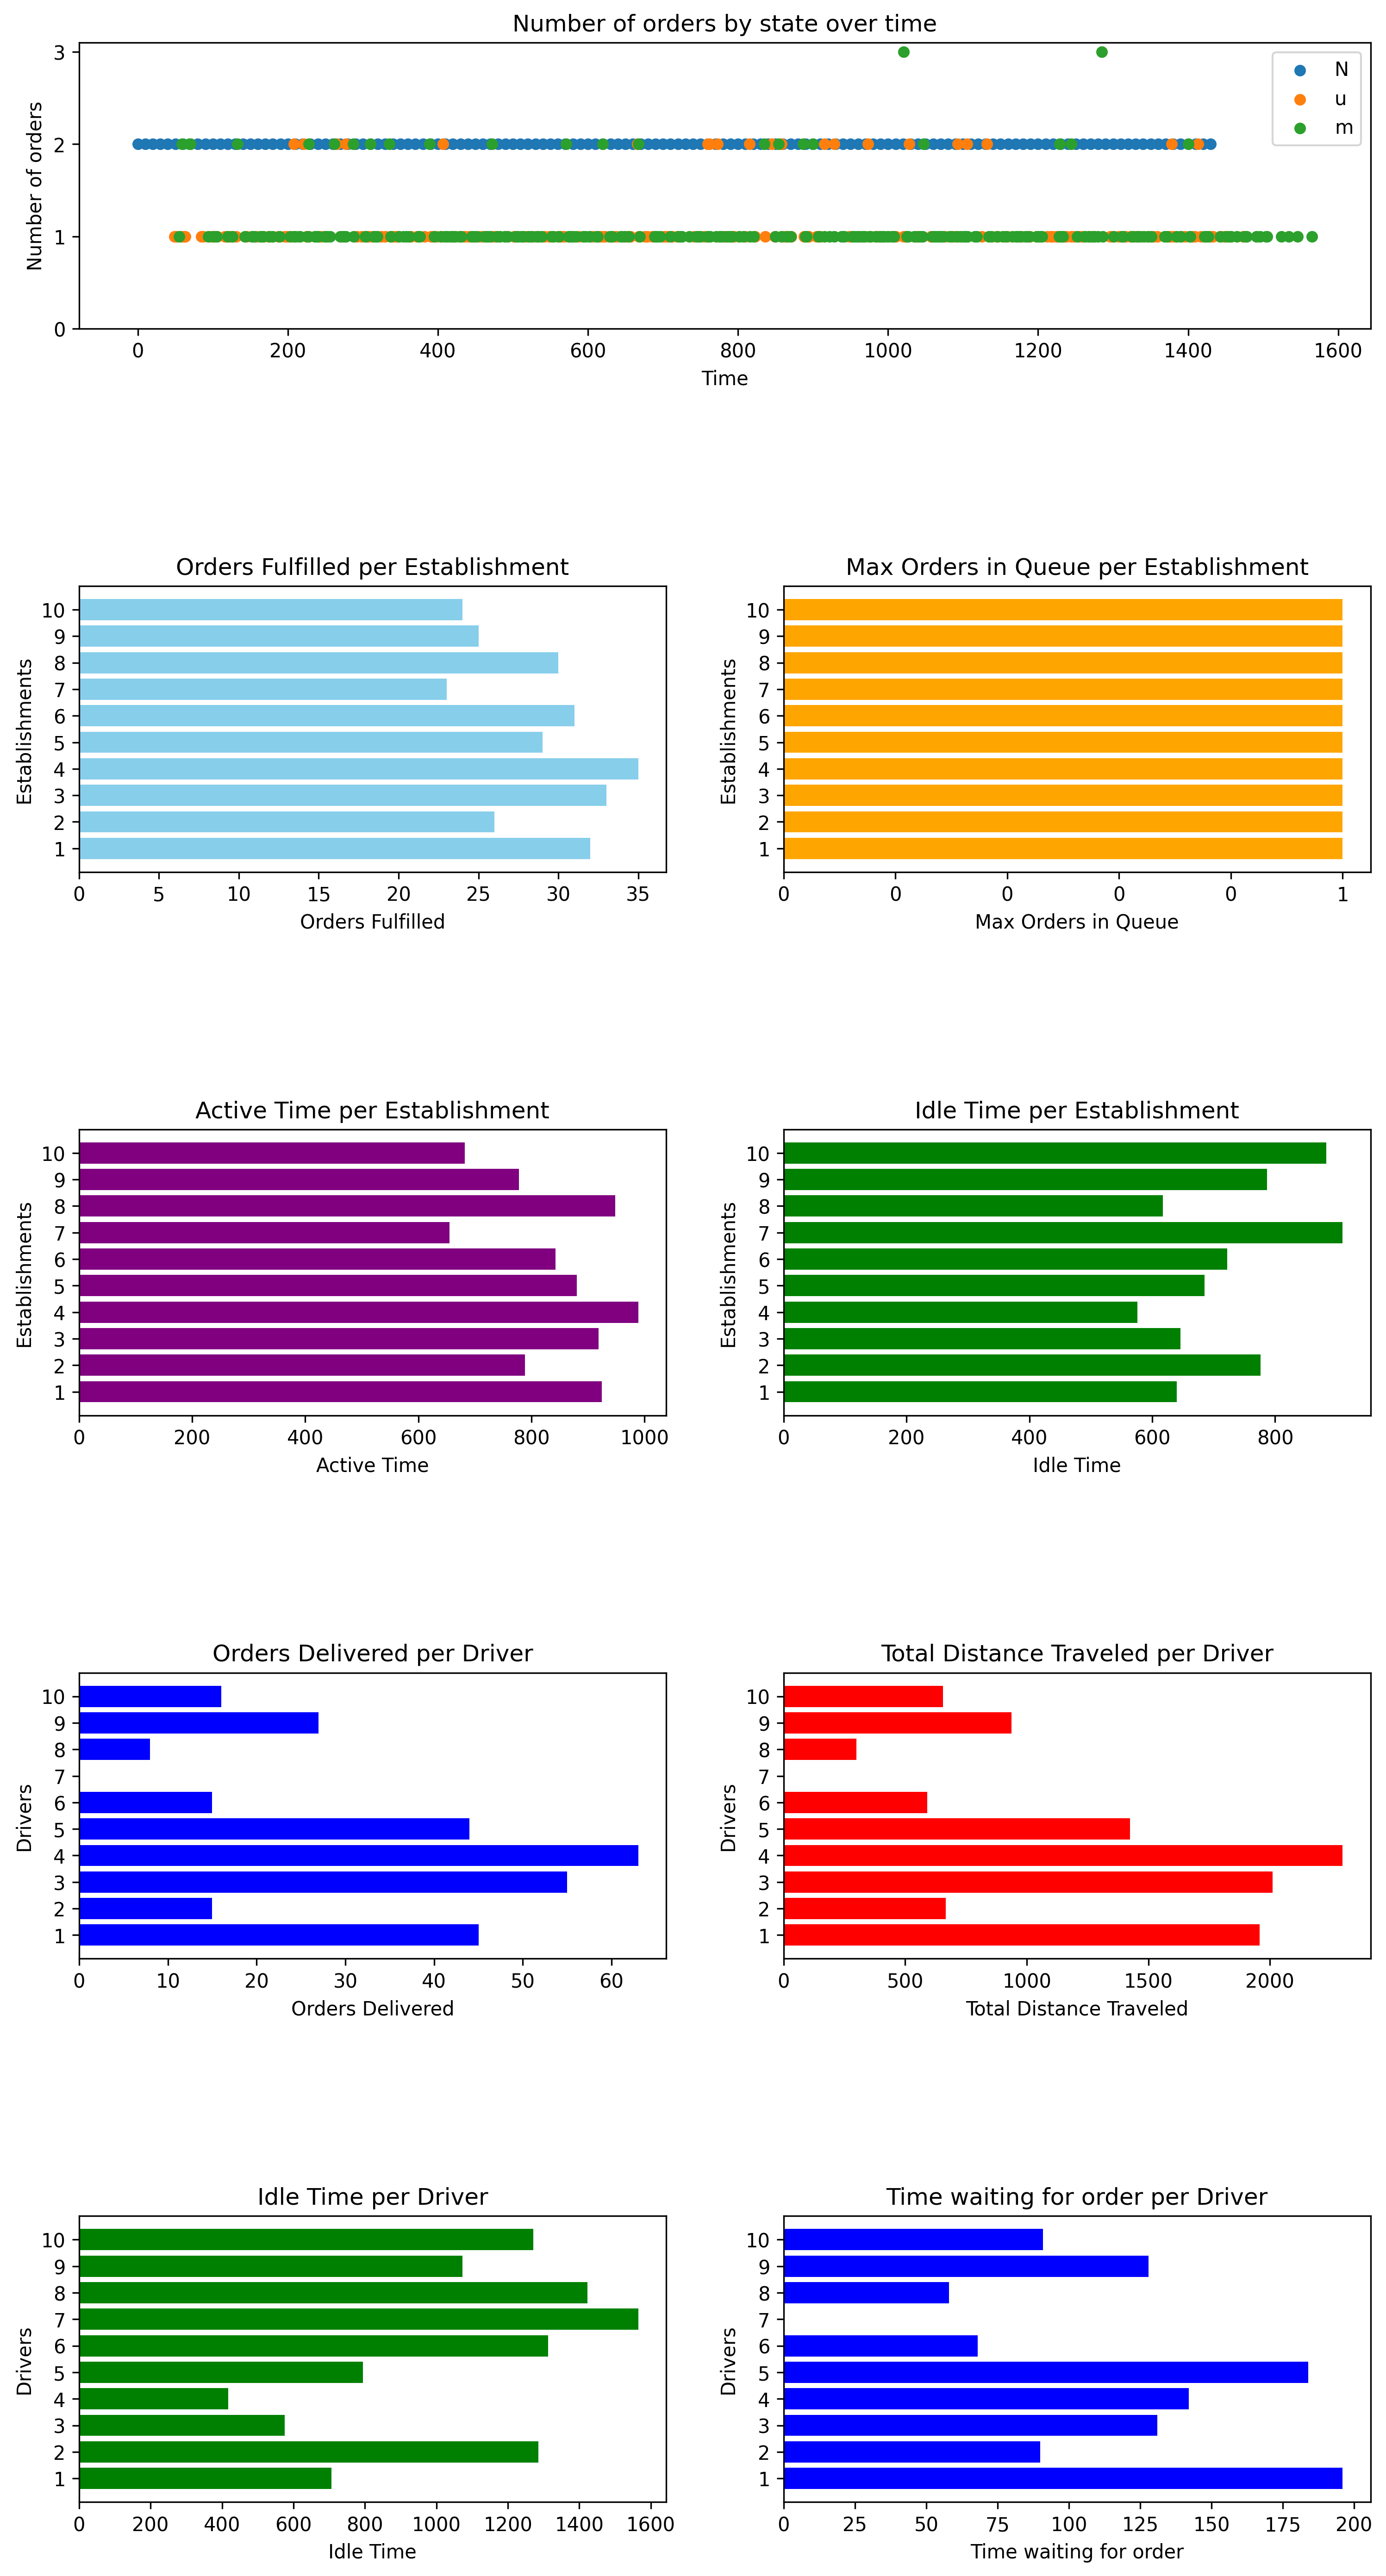 Number of orders by state over time
Number of orders
3
2
1
0
N
u
m
0 200 400 600 800 1000 1200 1400 1600
Time
Orders Fulfilled per Establishment
Establishments
10
9
8
7
6
5
4
3
2
1
0 5 10 15 20 25 30 35
Orders Fulfilled
Max Orders in Queue per Establishment
Establishments
10
9
8
7
6
5
4
3
2
1
0 0 0 0 0 1
Max Orders in Queue
Active Time per Establishment
Establishments
10
9
8
7
6
5
4
3
2
1
0 200 400 600 800 1000
Active Time
Idle Time per Establishment
Establishments
10
9
8
7
6
5
4
3
2
1
0 200 400 600 800
Idle Time
Orders Delivered per Driver
Drivers
10
9
8
7
6
5
4
3
2
1
0 10 20 30 40 50 60
Orders Delivered
Total Distance Traveled per Driver
Drivers
10
9
8
7
6
5
4
3
2
1
0 500 1000 1500 2000
Total Distance Traveled
Idle Time per Driver
Drivers
10
9
8
7
6
5
4
3
2
1
0 200 400 600 800 1000 1200 1400 1600
Idle Time
Time waiting for order per Driver
Drivers
10
9
8
7
6
5
4
3
2
1
0 25 50 75 100 125 150 175 200
Time waiting for order